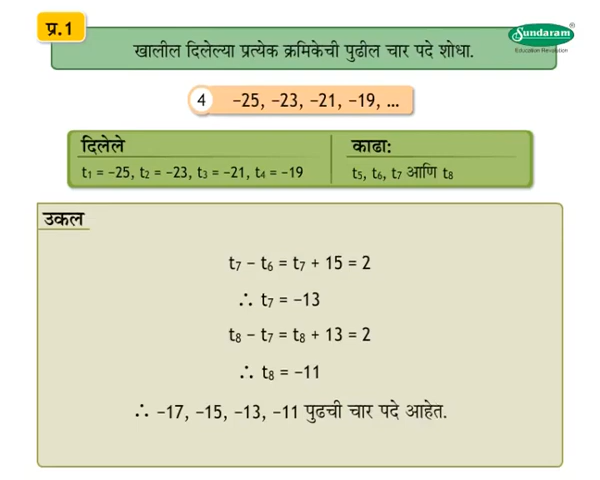 प्र.1
Sundaram®
Education Revolution
खालील दिलेल्या प्रत्येक क्रमिकेची पुढील चार पदे शोधा.
4 –25, –23, –21, –19, ...
दिलेले
t₁ = –25, t₂ = –23, t₃ = –21, t₄ = –19
काढा:
t₅, t₆, t₇ आणि t₈
उकल
t₇ – t₆ = t₇ + 15 = 2
∴ t₇ = –13
t₈ – t₇ = t₈ + 13 = 2
∴ t₈ = –11
∴ –17, –15, –13, –11 पुढची चार पदे आहेत.